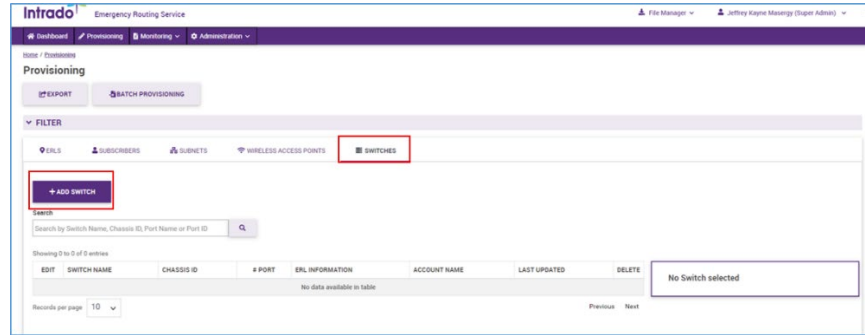 Intrado Emergency Routing Service File Manager Jeffrey Kayne Masergy (Super Admin)
Dashboard Provisioning Monitoring Administration
Home / Provisioning
Provisioning
EXPORT BATCH PROVISIONING
FILTER
ERLS SUBSCRIBERS SUBNETS WIRELESS ACCESS POINTS SWITCHES
+ ADD SWITCH
Search
Search by Switch Name, Chassis ID, Port Name or Port ID
Showing 0 to 0 of 0 entries
EDIT SWITCH NAME CHASSIS ID # PORT ERL INFORMATION ACCOUNT NAME LAST UPDATED DELETE
No Switch selected
No data available in table
Records per page 10 Previous Next